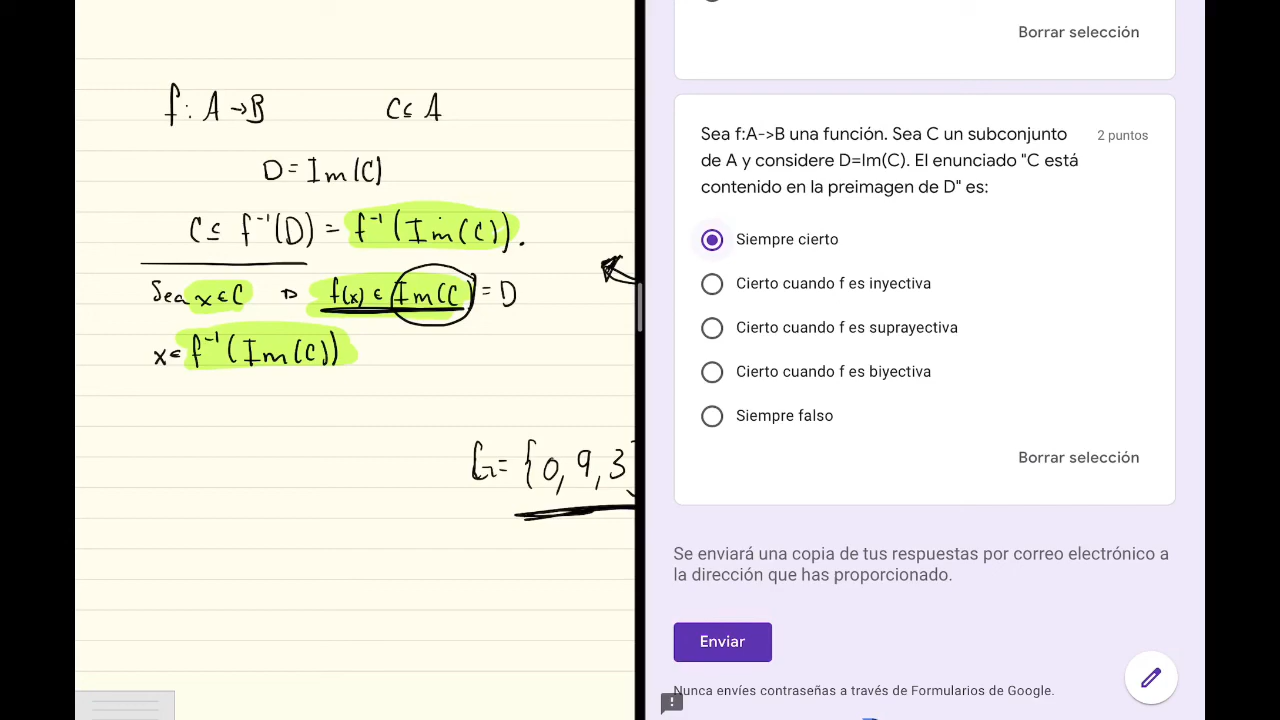 f: A → B C ⊆ A
D = Im(C)
C ⊆ f⁻¹(D) = f⁻¹(Im(C)).
Sea x ∈ C ⇒ f(x) ∈ Im(C) = D
x ∈ f⁻¹(Im(C))
G = {0, 9, 3}
Borrar selección
Sea f:A->B una función. Sea C un subconjunto
2 puntos
de A y considere D=Im(C). El enunciado "C está
contenido en la preimagen de D" es:
Siempre cierto
Cierto cuando f es inyectiva
Cierto cuando f es suprayectiva
Cierto cuando f es biyectiva
Siempre falso
Borrar selección
Se enviará una copia de tus respuestas por correo electrónico a
la dirección que has proporcionado.
Enviar
Nunca envíes contraseñas a través de Formularios de Google.